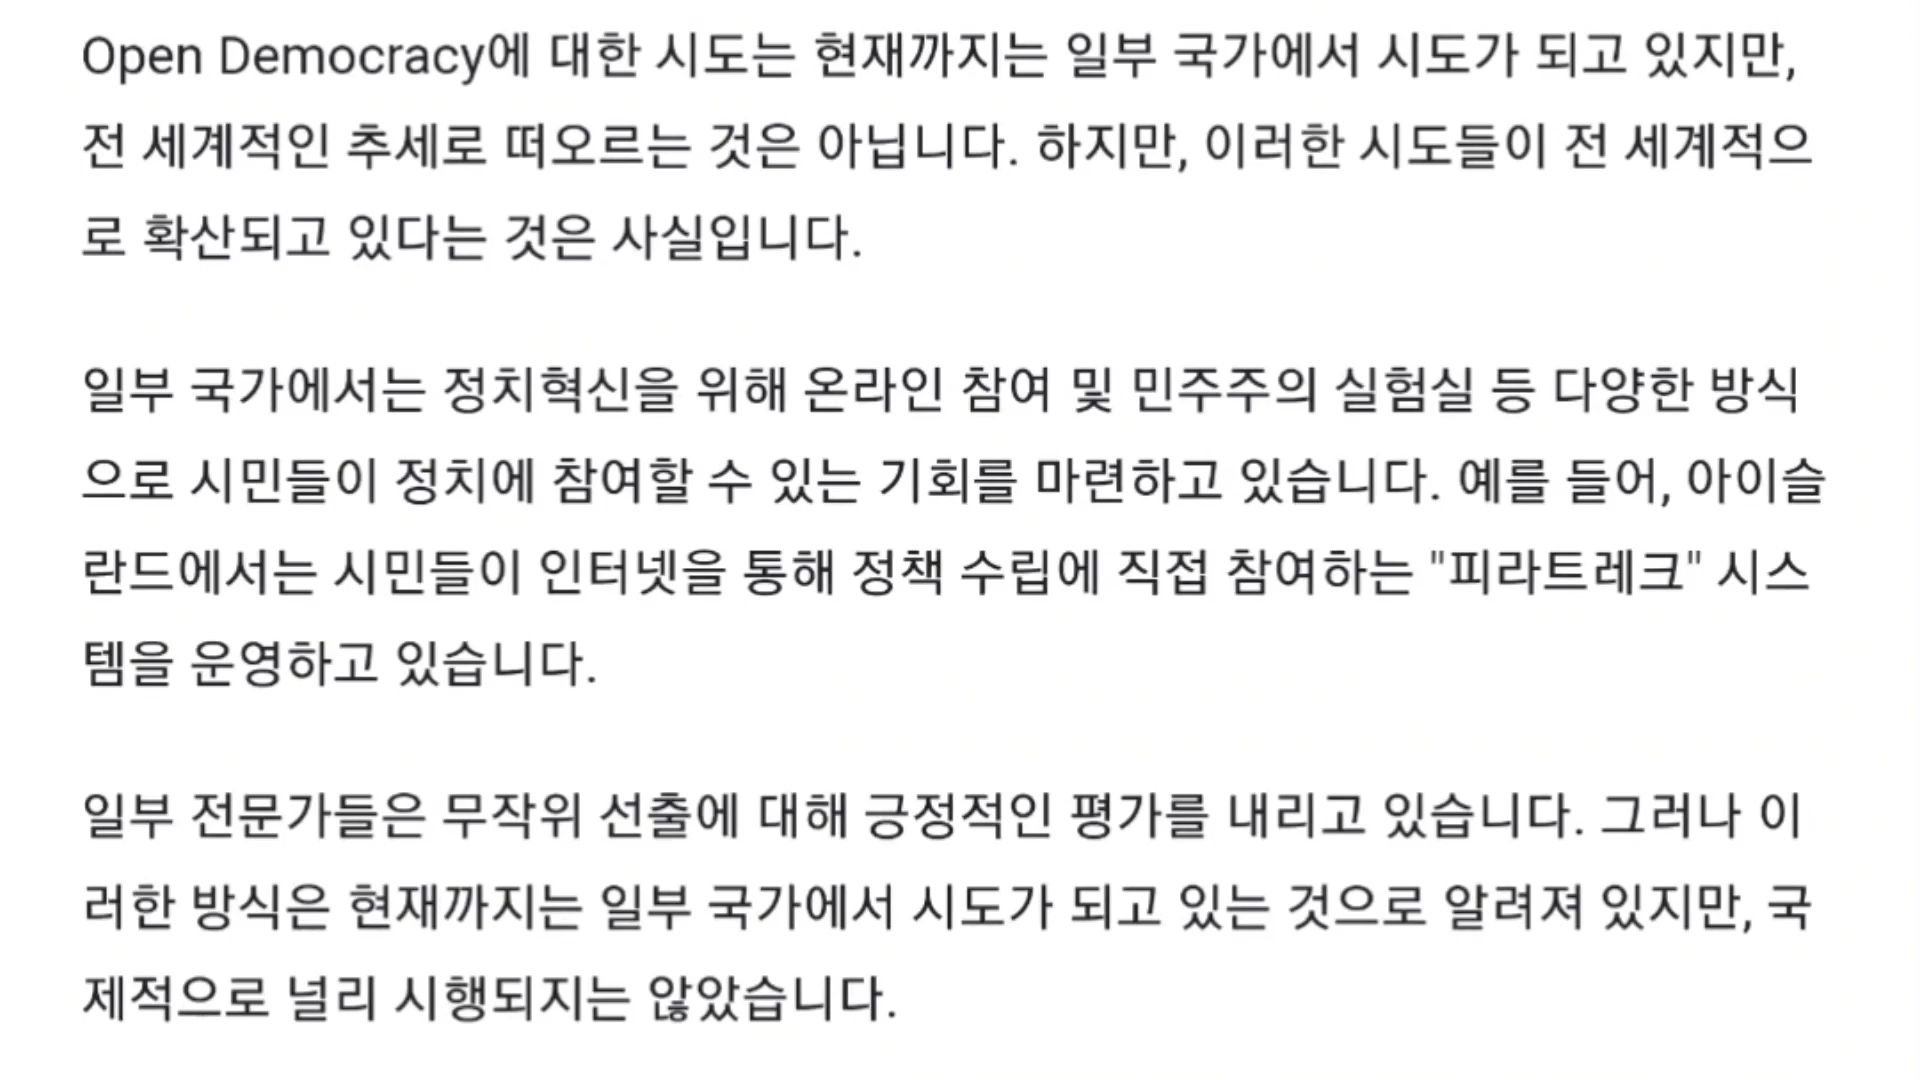 Open Democracy에 대한 시도는 현재까지는 일부 국가에서 시도가 되고 있지만,
전 세계적인 추세로 떠오르는 것은 아닙니다. 하지만, 이러한 시도들이 전 세계적으
로 확산되고 있다는 것은 사실입니다.
일부 국가에서는 정치혁신을 위해 온라인 참여 및 민주주의 실험실 등 다양한 방식
으로 시민들이 정치에 참여할 수 있는 기회를 마련하고 있습니다. 예를 들어, 아이슬
란드에서는 시민들이 인터넷을 통해 정책 수립에 직접 참여하는 "피라트레크" 시스
템을 운영하고 있습니다.
일부 전문가들은 무작위 선출에 대해 긍정적인 평가를 내리고 있습니다. 그러나 이
러한 방식은 현재까지는 일부 국가에서 시도가 되고 있는 것으로 알려져 있지만, 국
제적으로 널리 시행되지는 않았습니다.